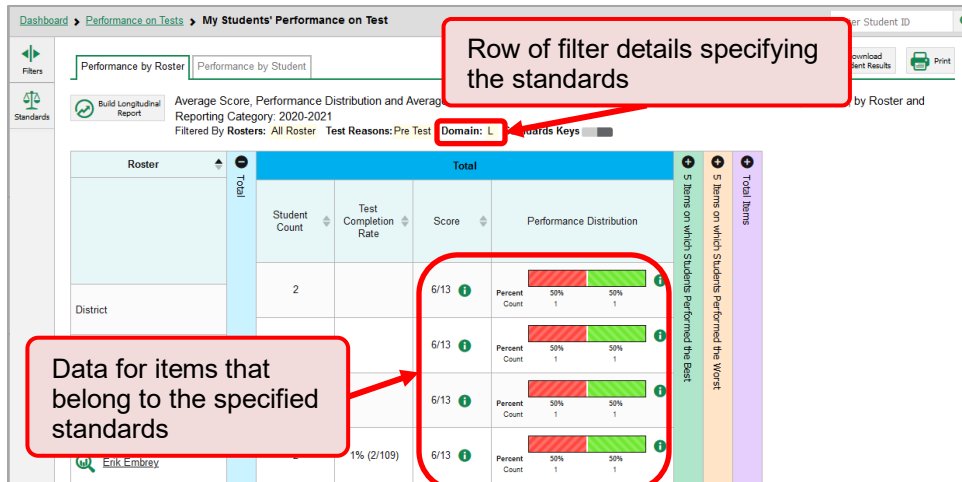 Dashboard > Performance on Tests > My Students' Performance on Test
Student ID
Filters
Standards
Performance by Roster
Performance by Student
Row of filter details specifying
the standards
Student Results
Print
Build Longitudinal
Report
Average Score, Performance Distribution and
by Roster and
Reporting Category: 2020-2021
Filtered By Rosters: All Roster Test Reasons: Pre Test Domain: L Keys
Roster
Total
Total
Student
Count
Test
Completion
Rate
Score
Performance Distribution
5 Items on which Students Performed the Best
5 Items on which Students Performed the Worst
Total Items
District
2
6/13
Percent 50% 50%
Count 1 1
6/13
Percent 50% 50%
Count 1 1
Data for items that
belong to the specified
standards
6/13
Percent 50% 50%
Count 1 1
Erik Embrey
1% (2/109)
6/13
Percent 50% 50%
Count 1 1